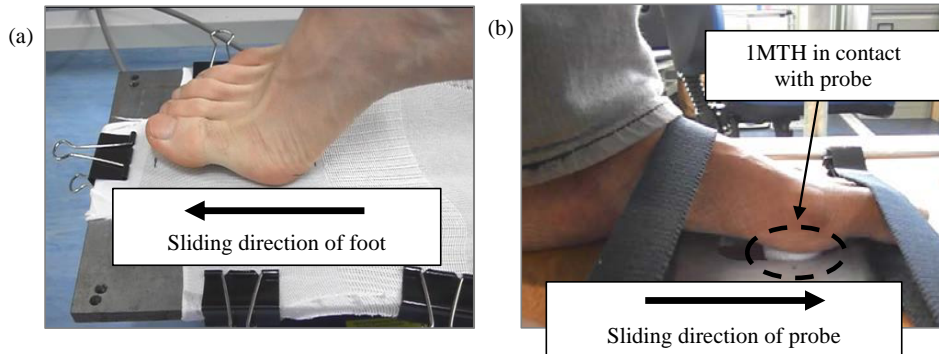 (a)
Sliding direction of foot
(b)
1MTH in contact
with probe
Sliding direction of probe